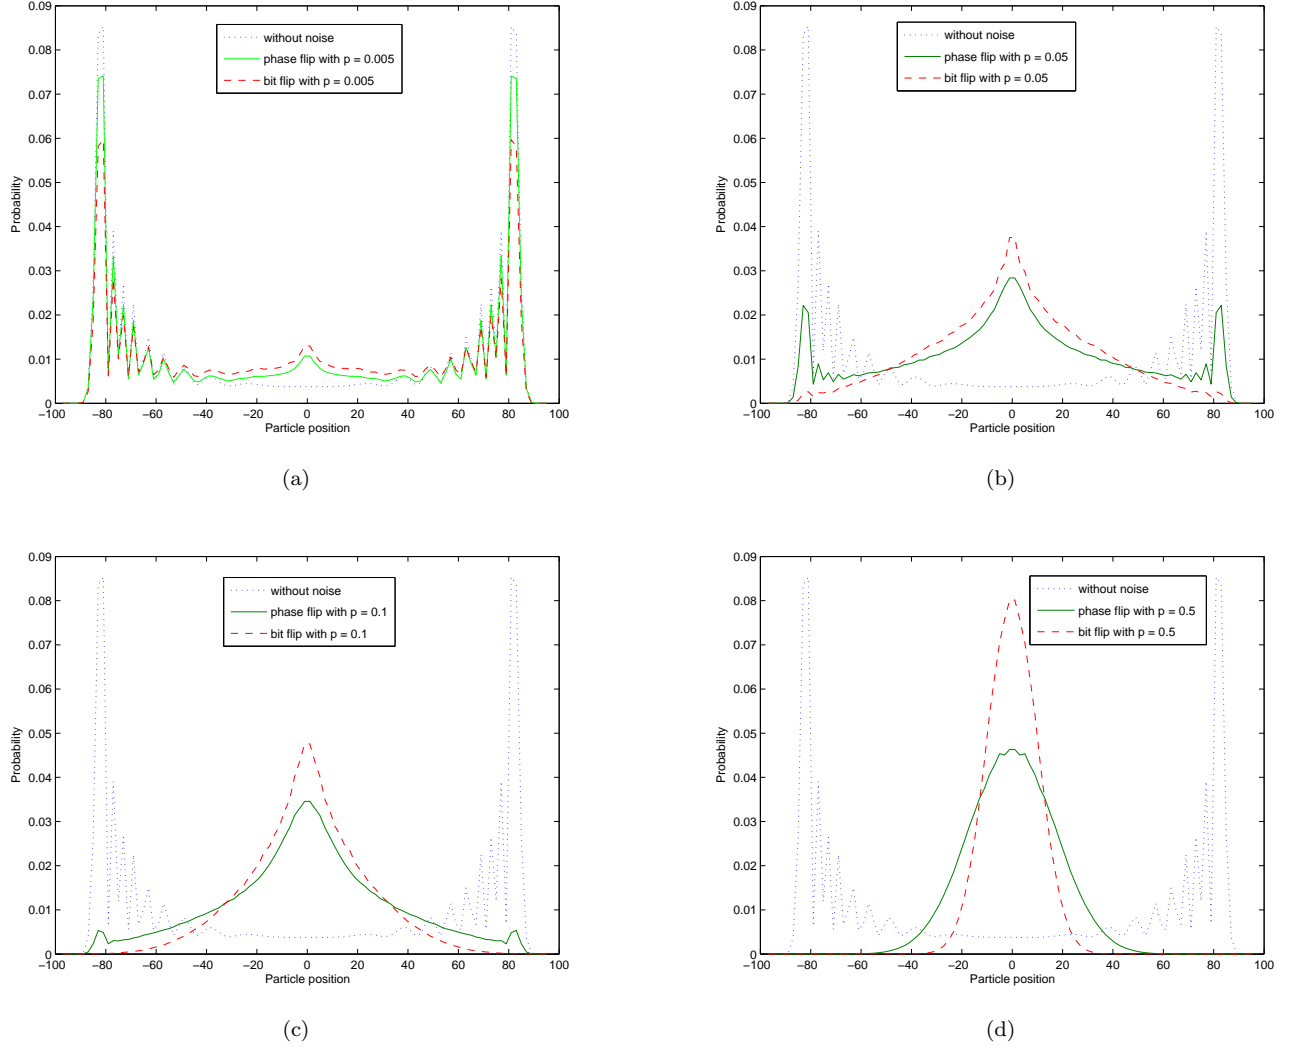 0.09
0.08
0.07
0.06
0.05
0.04
0.03
0.02
0.01
0
Probability
without noise
phase flip with p = 0.005
bit flip with p = 0.005
−100 −80 −60 −40 −20 0 20 40 60 80 100
Particle position
(a)
0.09
0.08
0.07
0.06
0.05
0.04
0.03
0.02
0.01
0
Probability
without noise
phase flip with p = 0.05
bit flip with p = 0.05
−100 −80 −60 −40 −20 0 20 40 60 80 100
Particle position
(b)
0.09
0.08
0.07
0.06
0.05
0.04
0.03
0.02
0.01
0
Probability
without noise
phase flip with p = 0.1
bit flip with p = 0.1
−100 −80 −60 −40 −20 0 20 40 60 80 100
Particle position
(c)
0.09
0.08
0.07
0.06
0.05
0.04
0.03
0.02
0.01
0
Probability
without noise
phase flip with p = 0.5
bit flip with p = 0.5
−100 −80 −60 −40 −20 0 20 40 60 80 100
Particle position
(d)